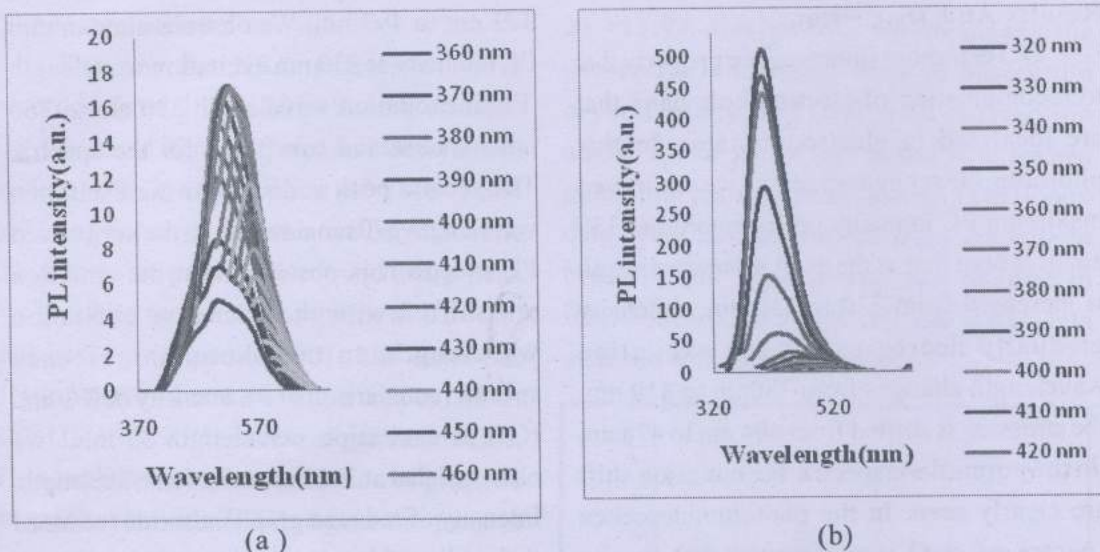 20
18
16
14
12
10
8
6
4
2
0
PL intensity(a.u.)
370
570
Wavelength(nm)
360 nm
370 nm
380 nm
390 nm
400 nm
410 nm
420 nm
430 nm
440 nm
450 nm
460 nm
(a)
500
450
400
350
300
250
200
150
100
50
0
PL intensity(a.u.)
320
520
Wavelength(nm)
320 nm
330 nm
340 nm
350 nm
360 nm
370 nm
380 nm
390 nm
400 nm
410 nm
420 nm
(b)